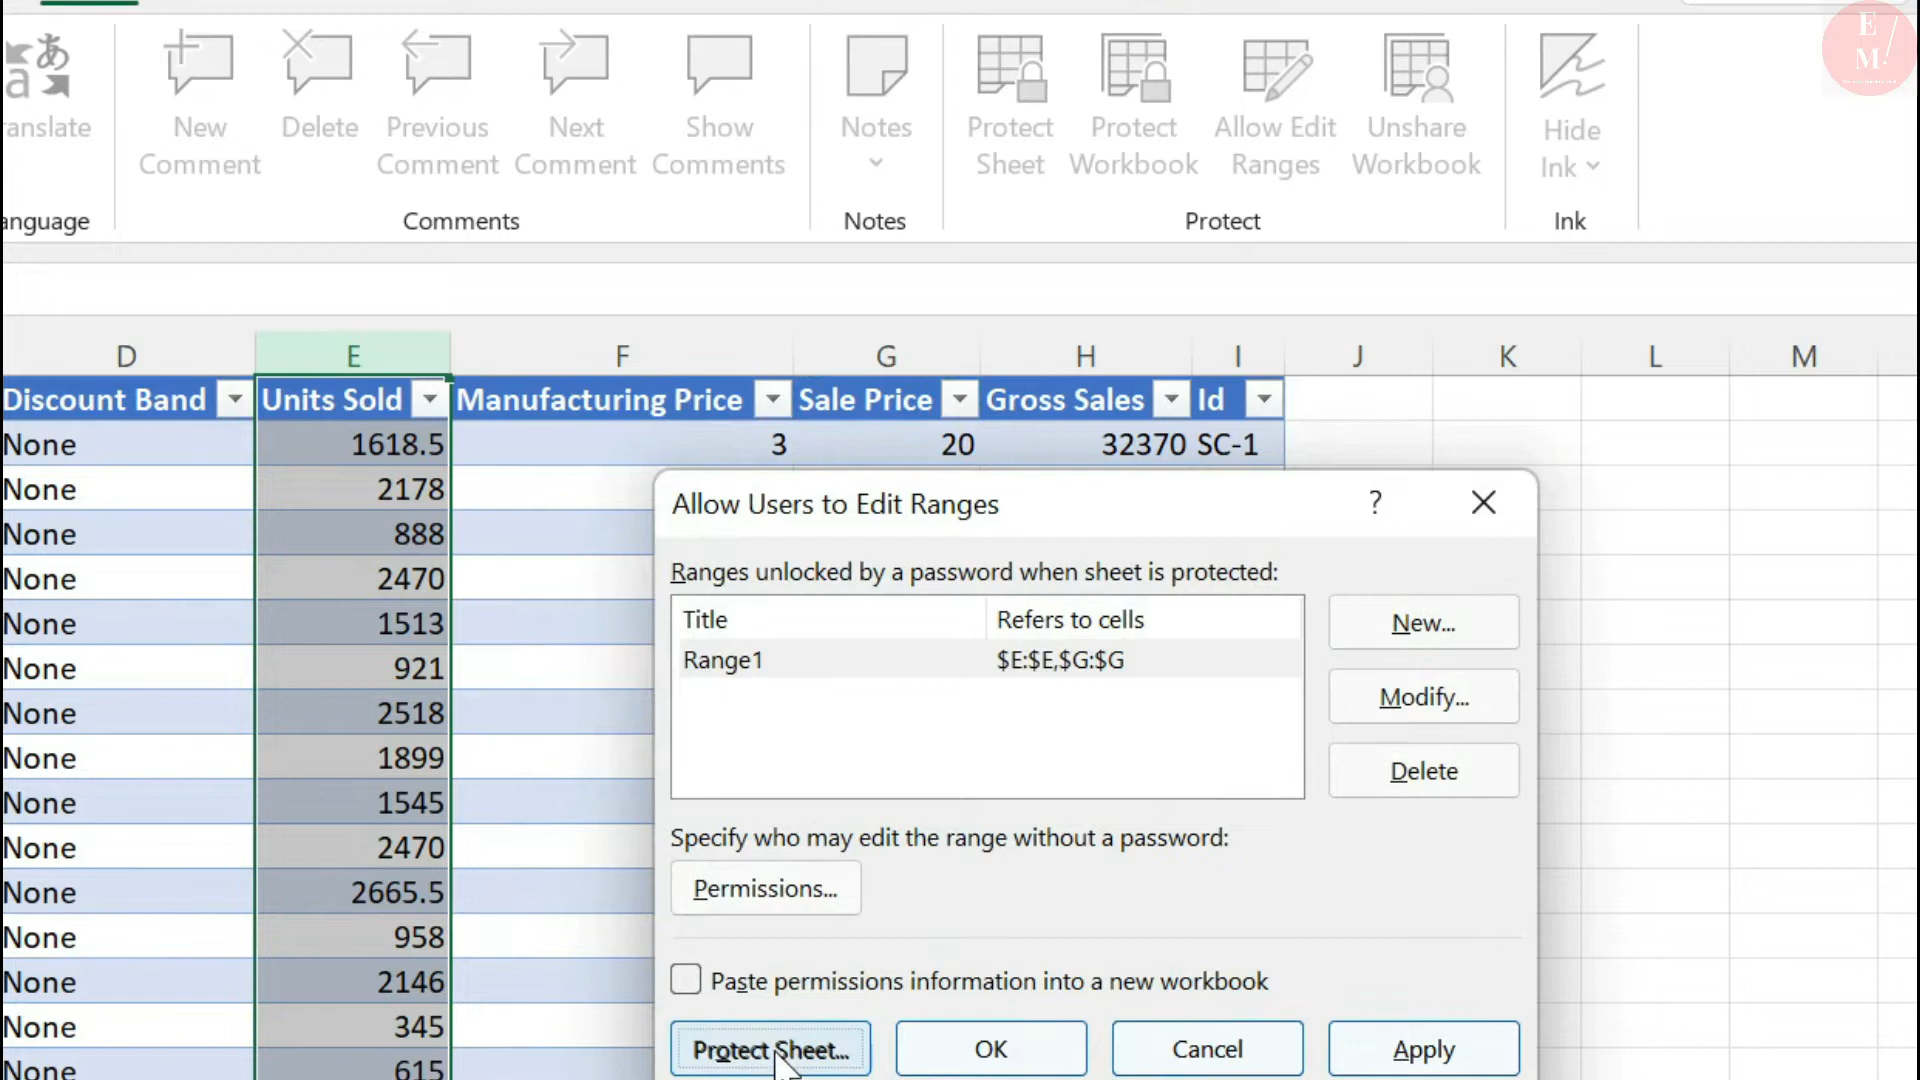 あ
a
E
M.
anslate
New
Comment
Delete
Previous
Comment
Next
Comment
Show
Comments
Notes
Protect
Sheet
Protect
Workbook
Allow Edit
Ranges
Unshare
Workbook
Hide
Ink
anguage
Comments
Notes
Protect
Ink
D E F G H I J K L M
Discount Band Units Sold Manufacturing Price Sale Price Gross Sales Id
None 1618.5 3 20 32370 SC-1
None 2178
None 888
None 2470
None 1513
None 921
None 2518
None 1899
None 1545
None 2470
None 2665.5
None 958
None 2146
None 345
None 615
Allow Users to Edit Ranges ?
Ranges unlocked by a password when sheet is protected:
Title Refers to cells
Range1 $E:$E,$G:$G
New...
Modify...
Delete
Specify who may edit the range without a password:
Permissions...
Paste permissions information into a new workbook
Protect Sheet... OK Cancel Apply